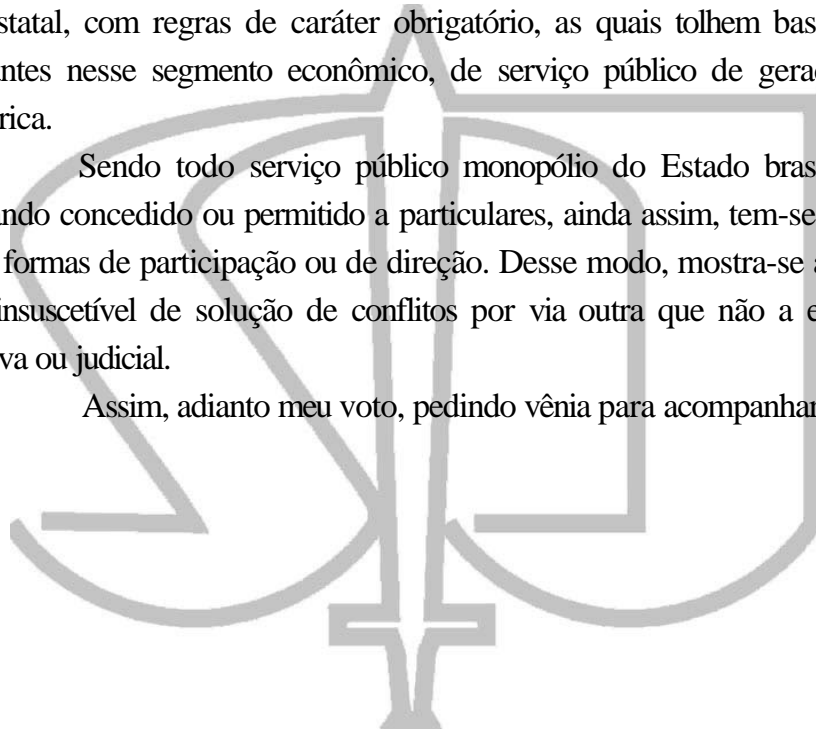 statal, com regras de caráter obrigatório, as quais tolhem bas
antes nesse segmento econômico, de serviço público de gera
rica.
Sendo todo serviço público monopólio do Estado bras
ando concedido ou permitido a particulares, ainda assim, tem-se
formas de participação ou de direção. Desse modo, mostra-se a
insuscetível de solução de conflitos por via outra que não a e
va ou judicial.
Assim, adianto meu voto, pedindo vênia para acompanhar